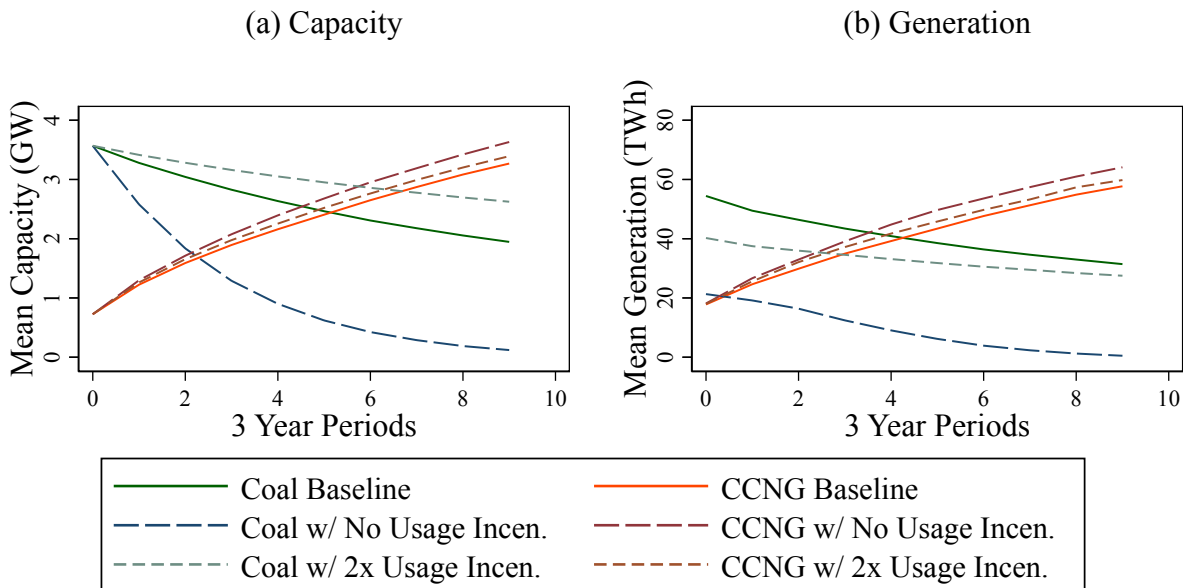 (a) Capacity
Mean Capacity (GW)
4
3
2
1
0
0 2 4 6 8 10
3 Year Periods
(b) Generation
Mean Generation (TWh)
80
60
40
20
0
0 2 4 6 8 10
3 Year Periods
Coal Baseline
CCNG Baseline
Coal w/ No Usage Incen.
CCNG w/ No Usage Incen.
Coal w/ 2x Usage Incen.
CCNG w/ 2x Usage Incen.